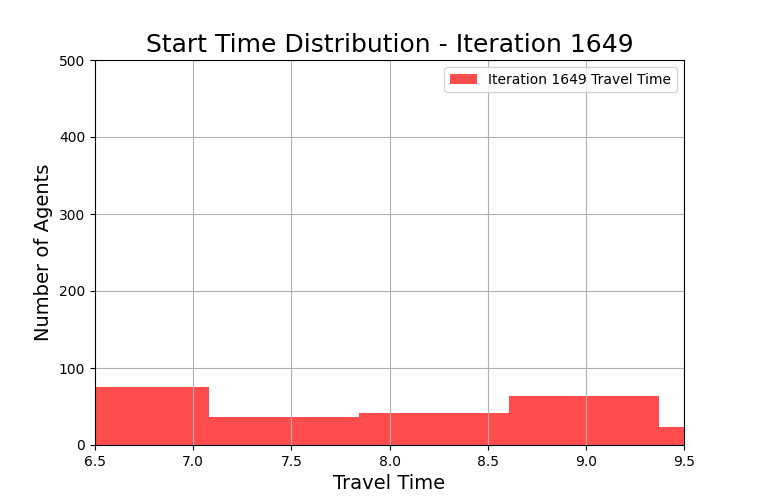 Start Time Distribution - Iteration 1649
500
Iteration 1649 Travel Time
400
300
200
100
0
Number of Agents
6.5 7.0 7.5 8.0 8.5 9.0 9.5
Travel Time